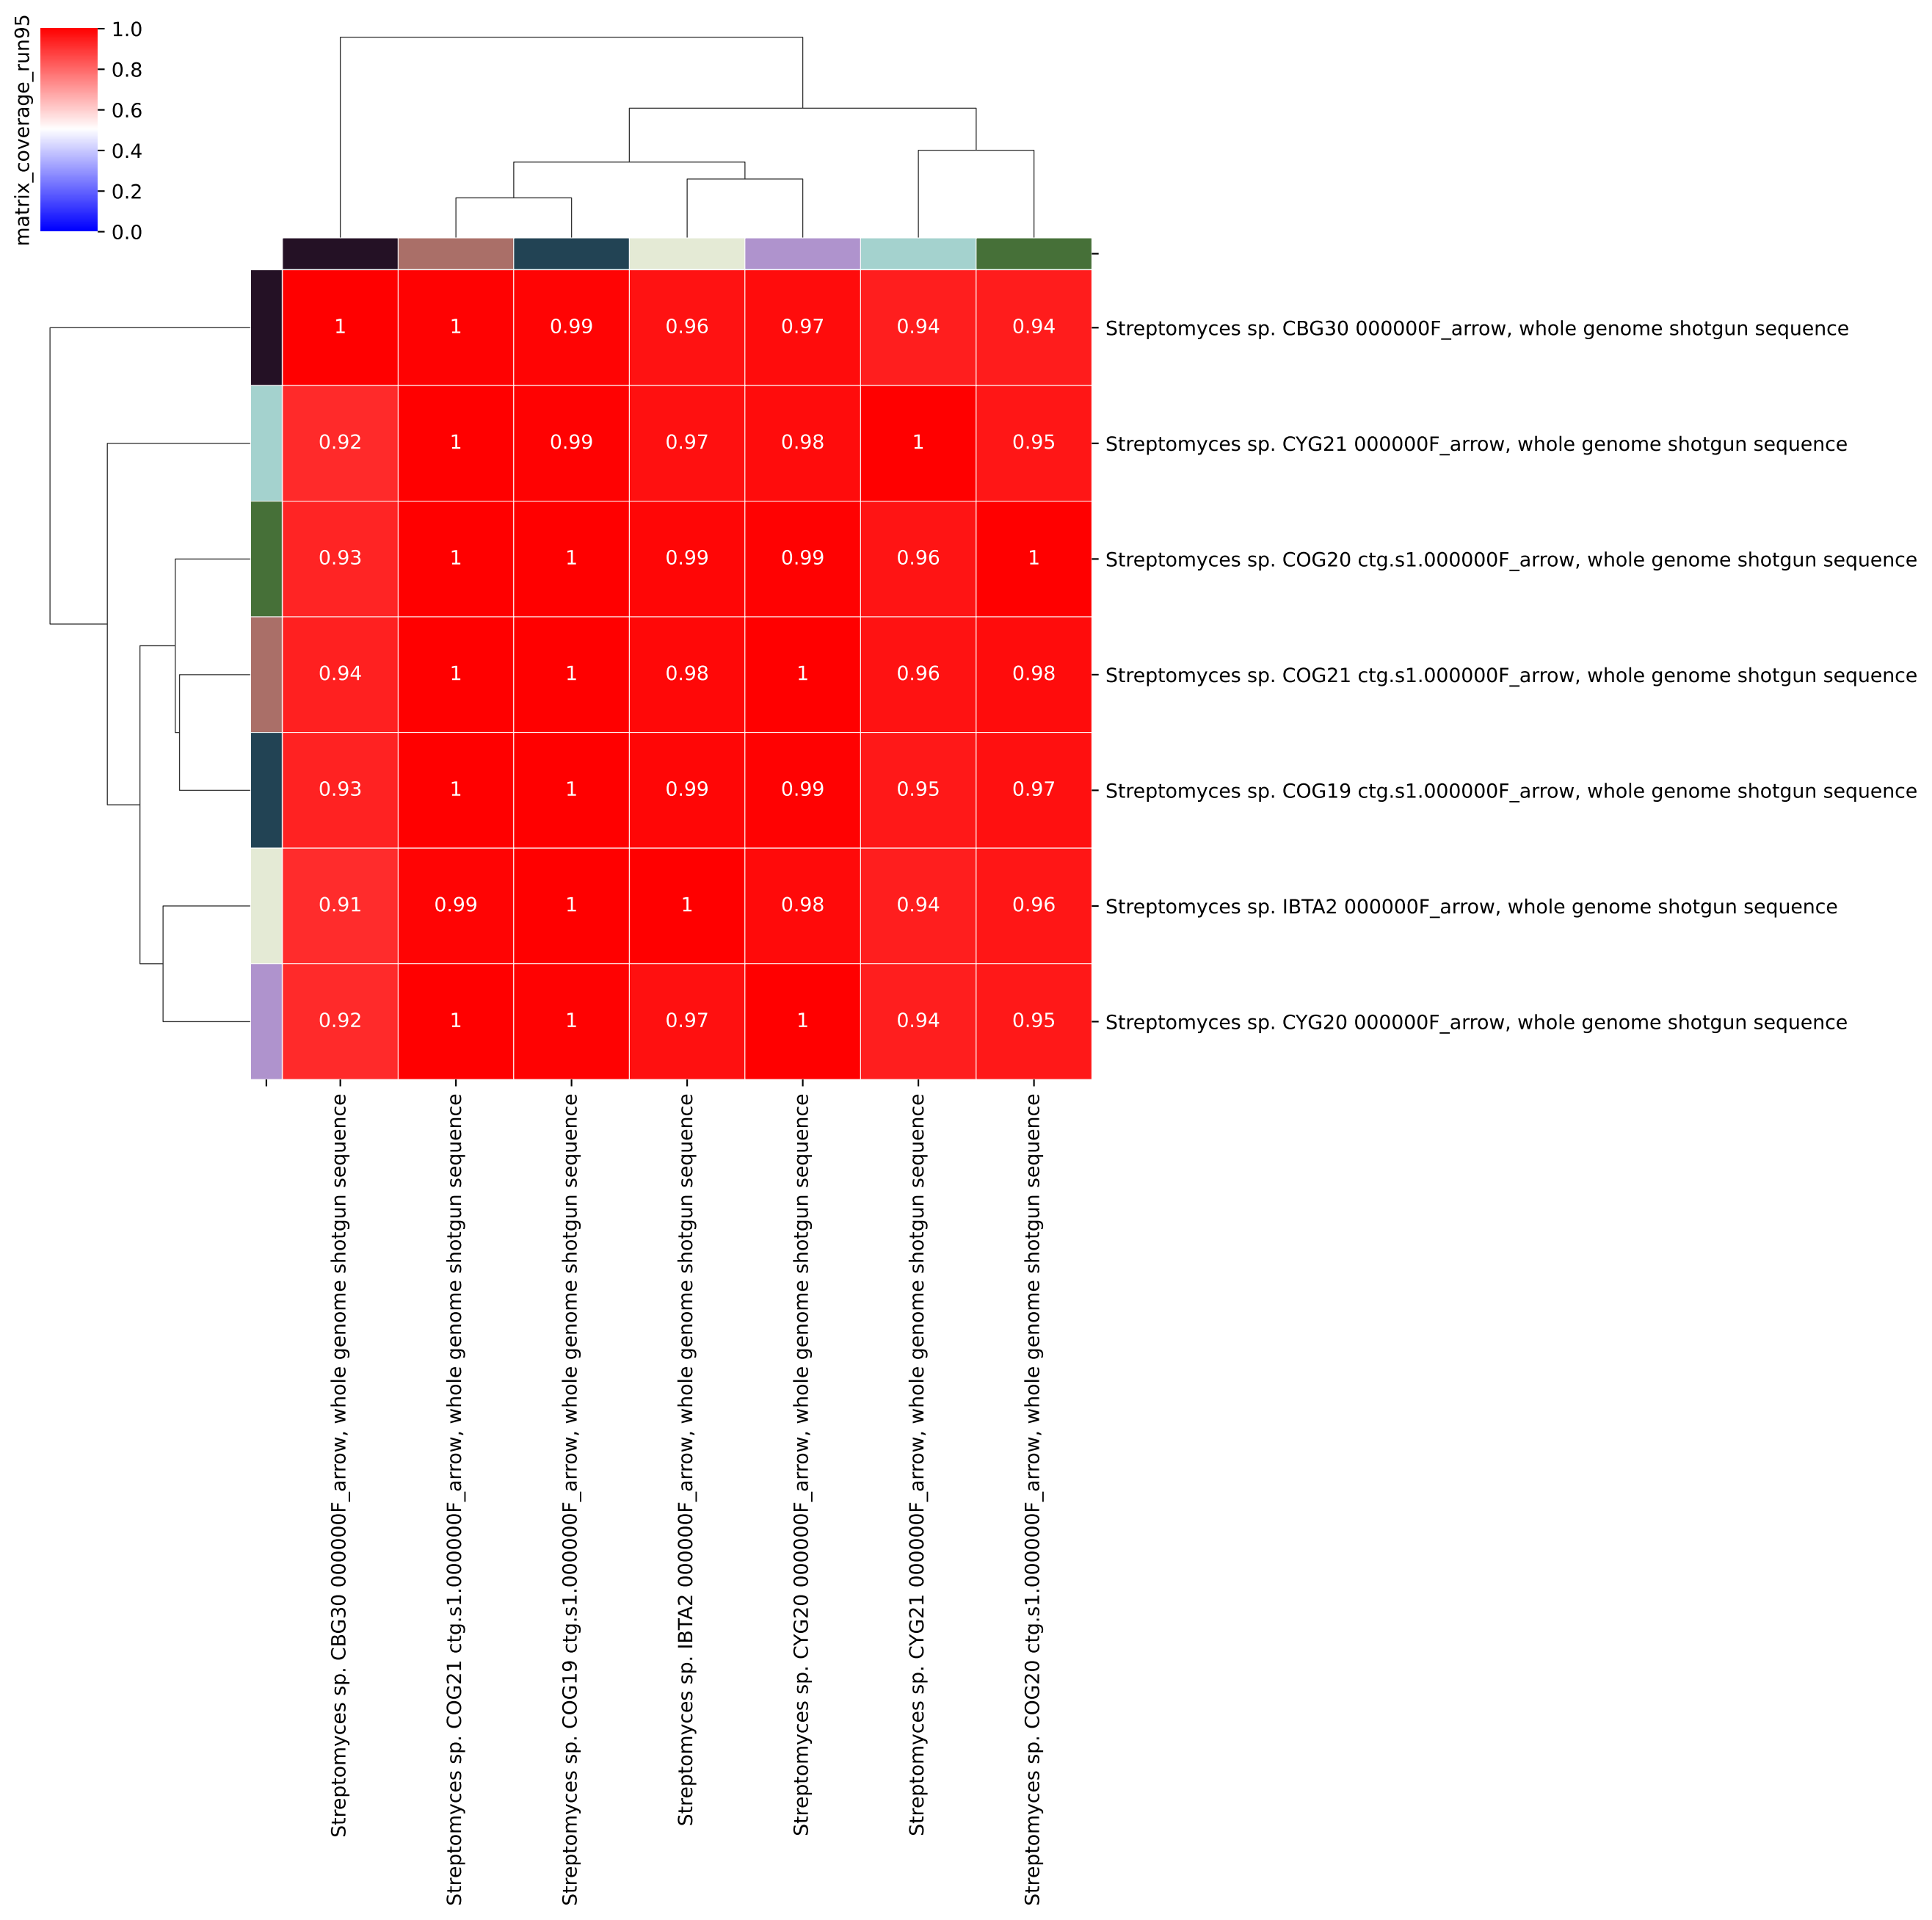 matrix_coverage_run95
1.0
0.8
0.6
0.4
0.2
0.0
1 1 0.99 0.96 0.97 0.94 0.94 Streptomyces sp. CBG30 000000F_arrow, whole genome shotgun sequence
0.92 1 0.99 0.97 0.98 1 0.95 Streptomyces sp. CYG21 000000F_arrow, whole genome shotgun sequence
0.93 1 1 0.99 0.99 0.96 1 Streptomyces sp. COG20 ctg.s1.000000F_arrow, whole genome shotgun sequence
0.94 1 1 0.98 1 0.96 0.98 Streptomyces sp. COG21 ctg.s1.000000F_arrow, whole genome shotgun sequence
0.93 1 1 0.99 0.99 0.95 0.97 Streptomyces sp. COG19 ctg.s1.000000F_arrow, whole genome shotgun sequence
0.91 0.99 1 1 0.98 0.94 0.96 Streptomyces sp. IBTA2 000000F_arrow, whole genome shotgun sequence
0.92 1 1 0.97 1 0.94 0.95 Streptomyces sp. CYG20 000000F_arrow, whole genome shotgun sequence
Streptomyces sp. CBG30 000000F_arrow, whole genome shotgun sequence
Streptomyces sp. COG21 ctg.s1.000000F_arrow, whole genome shotgun sequence
Streptomyces sp. COG19 ctg.s1.000000F_arrow, whole genome shotgun sequence
Streptomyces sp. IBTA2 000000F_arrow, whole genome shotgun sequence
Streptomyces sp. CYG20 000000F_arrow, whole genome shotgun sequence
Streptomyces sp. CYG21 000000F_arrow, whole genome shotgun sequence
Streptomyces sp. COG20 ctg.s1.000000F_arrow, whole genome shotgun sequence